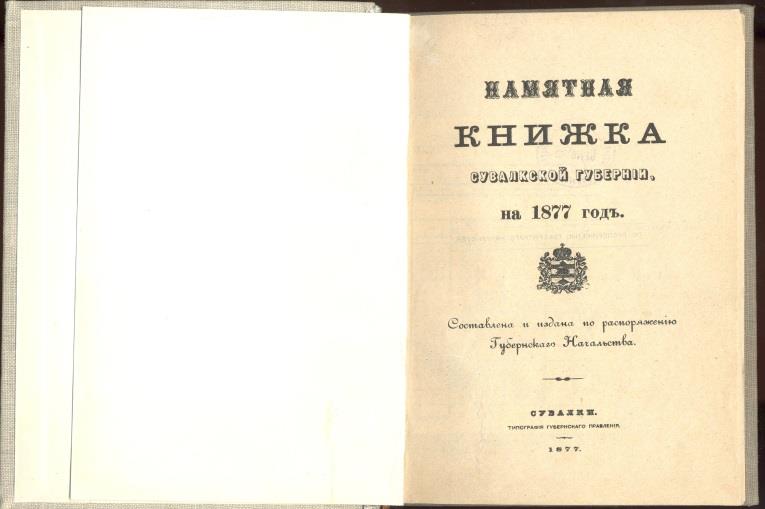 ПАМЯТНАЯ
КНИЖКА
СУВАЛКСКОЙ ГУБЕРНІИ,
на 1877 годъ.
Составлена и издана по распоряженію
Губернскаго Начальства.
СУВАЛКИ.
ТИПОГРАФІЯ ГУБЕРНСКАГО ПРАВЛЕНІЯ.
1877.